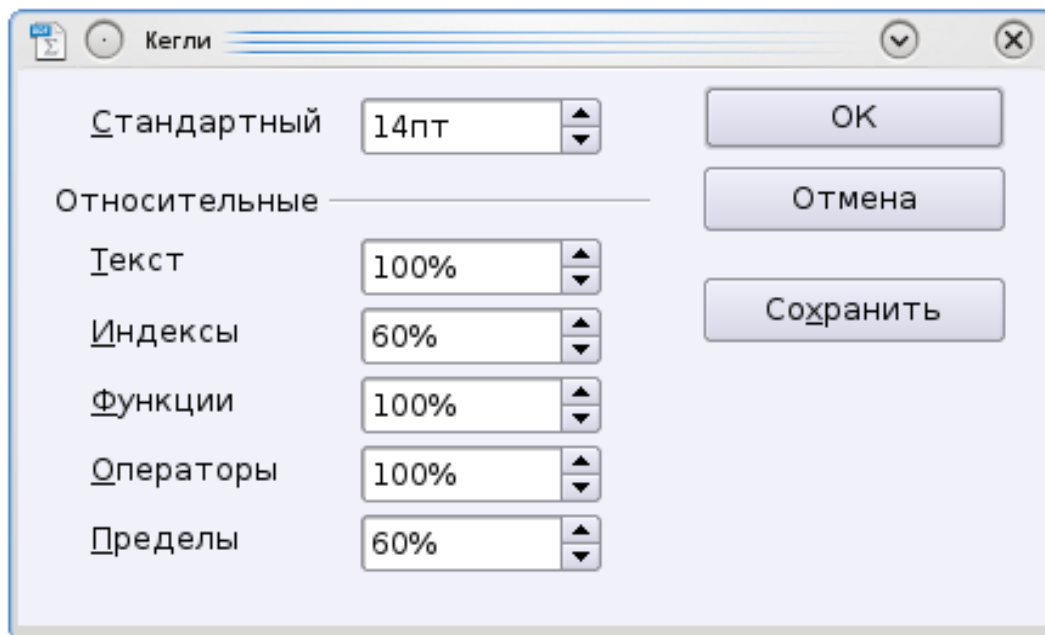 Кегли
Стандартный 14пт OK
Относительные Отмена
Текст 100%
Индексы 60% Сохранить
Функции 100%
Операторы 100%
Пределы 60%